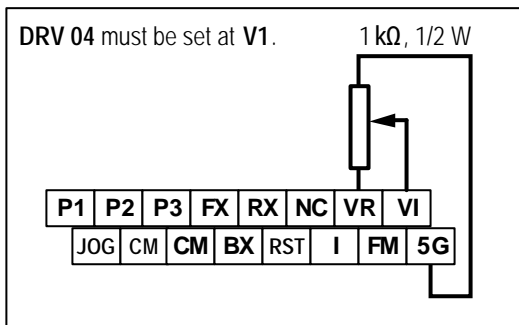 DRV 04 must be set at V1. 1 kΩ, 1/2 W
P1 P2 P3 FX RX NC VR VI
JOG CM CM BX RST I FM 5G